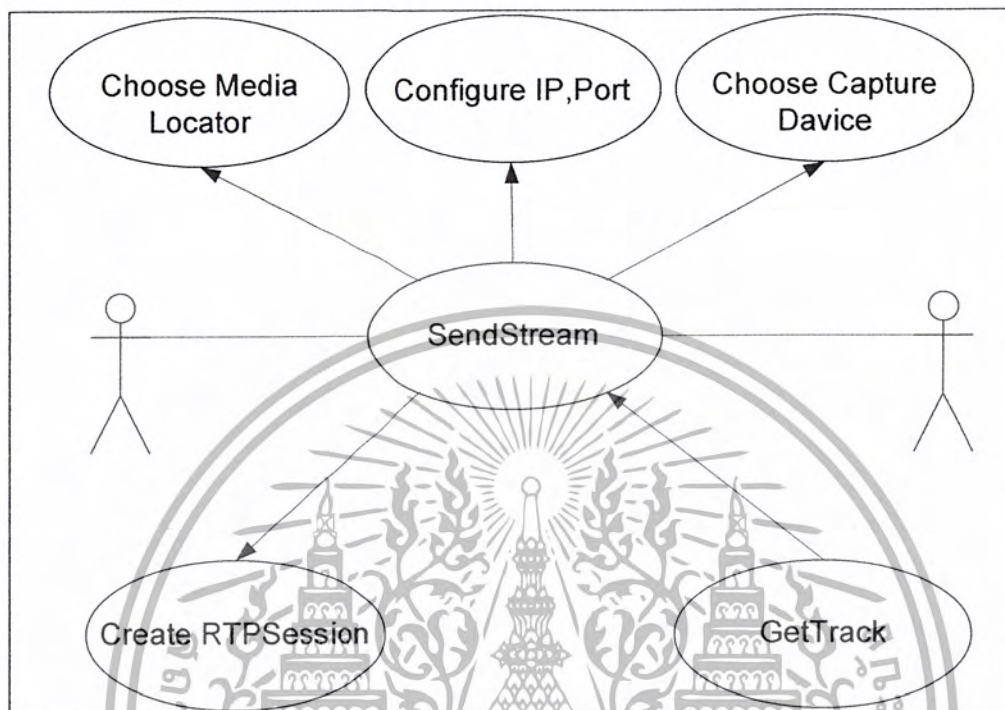 Choose Media
Locator
Configure IP,Port
Choose Capture
Davice
SendStream
Create RTPSession
GetTrack